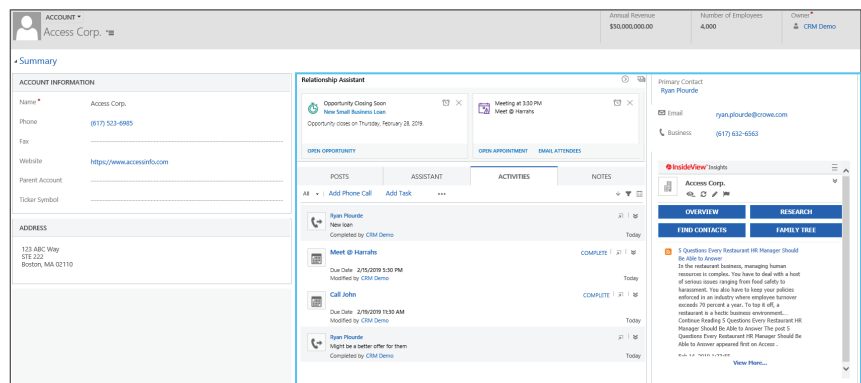 ACCOUNT
Access Corp.
Annual Revenue
$50,000,000.00
Number of Employees
4,000
Owner*
CRM Demo
Summary
ACCOUNT INFORMATION
Name*
Access Corp.
Phone
(617) 523-6985
Fax
Website
https://www.accessinfo.com
Parent Account
Ticker Symbol
ADDRESS
123 ABC Way
STE 222
Boston, MA 02110
Relationship Assistant
Opportunity Closing Soon
New Small Business Loan
Opportunity closes on Thursday, February 28, 2019.
OPEN OPPORTUNITY
Meeting at 3:30 PM
Meet @ Harrahs
OPEN APPOINTMENT EMAIL ATTENDEES
POSTS ASSISTANT ACTIVITIES NOTES
All Add Phone Call Add Task •••
Ryan Plourde
New loan
Completed by CRM Demo
Today
Meet @ Harrahs
COMPLETE
Due Date 2/15/2019 5:30 PM
Modified by CRM Demo
Today
Call John
COMPLETE
Due Date 2/19/2019 11:30 AM
Modified by CRM Demo
Today
Ryan Plourde
Might be a better offer for them
Completed by CRM Demo
Today
Primary Contact
Ryan Plourde
Email
ryan.plourde@crowe.com
Business
(617) 632-6563
InsideView Insights
Access Corp.
OVERVIEW RESEARCH
FIND CONTACTS FAMILY TREE
5 Questions Every Restaurant HR Manager Should
Be Able to Answer
In the restaurant business, managing human
resources is complex. You have to deal with a host
of serious issues ranging from food safety to
harassment. You also have to keep your policies
enforced in an industry where employee turnover
exceeds 70 percent a year. To top it off, a
restaurant is a hectic business environment....
Continue Reading 5 Questions Every Restaurant HR
Manager Should Be Able to Answer The post 5
Questions Every Restaurant HR Manager Should Be
Able to Answer appeared first on Access .
View More...